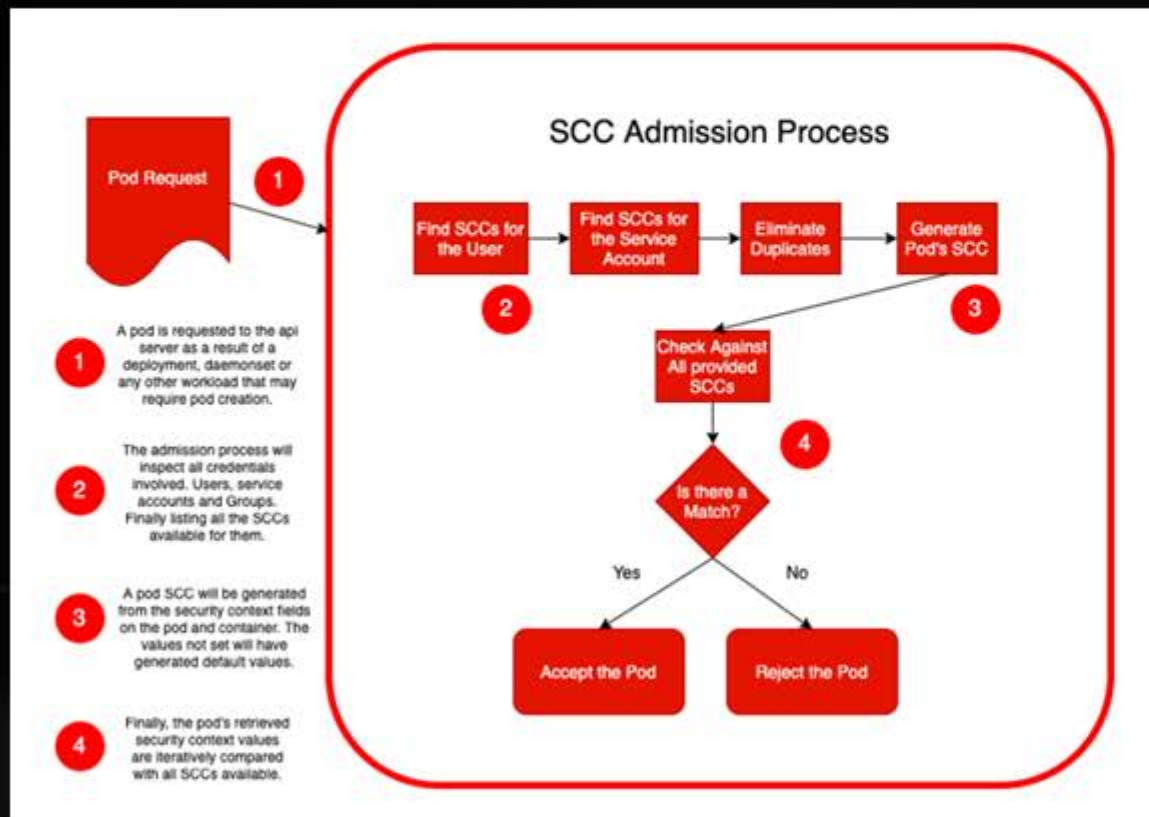 SCC Admission Process
Pod Request
1
Find SCCs for
the User
Find SCCs for
the Service
Account
Eliminate
Duplicates
Generate
Pod's SCC
2
3
Check Against
All provided
SCCs
4
Is there a
Match?
Yes
No
Accept the Pod
Reject the Pod
1
A pod is requested to the api
server as a result of a
deployment, daemonset or
any other workload that may
require pod creation.
2
The admission process will
inspect all credentials
involved. Users, service
accounts and Groups.
Finally listing all the SCCs
available for them.
3
A pod SCC will be generated
from the security context fields
on the pod and container. The
values not set will have
generated default values.
4
Finally, the pod's retrieved
security context values
are iteratively compared
with all SCCs available.